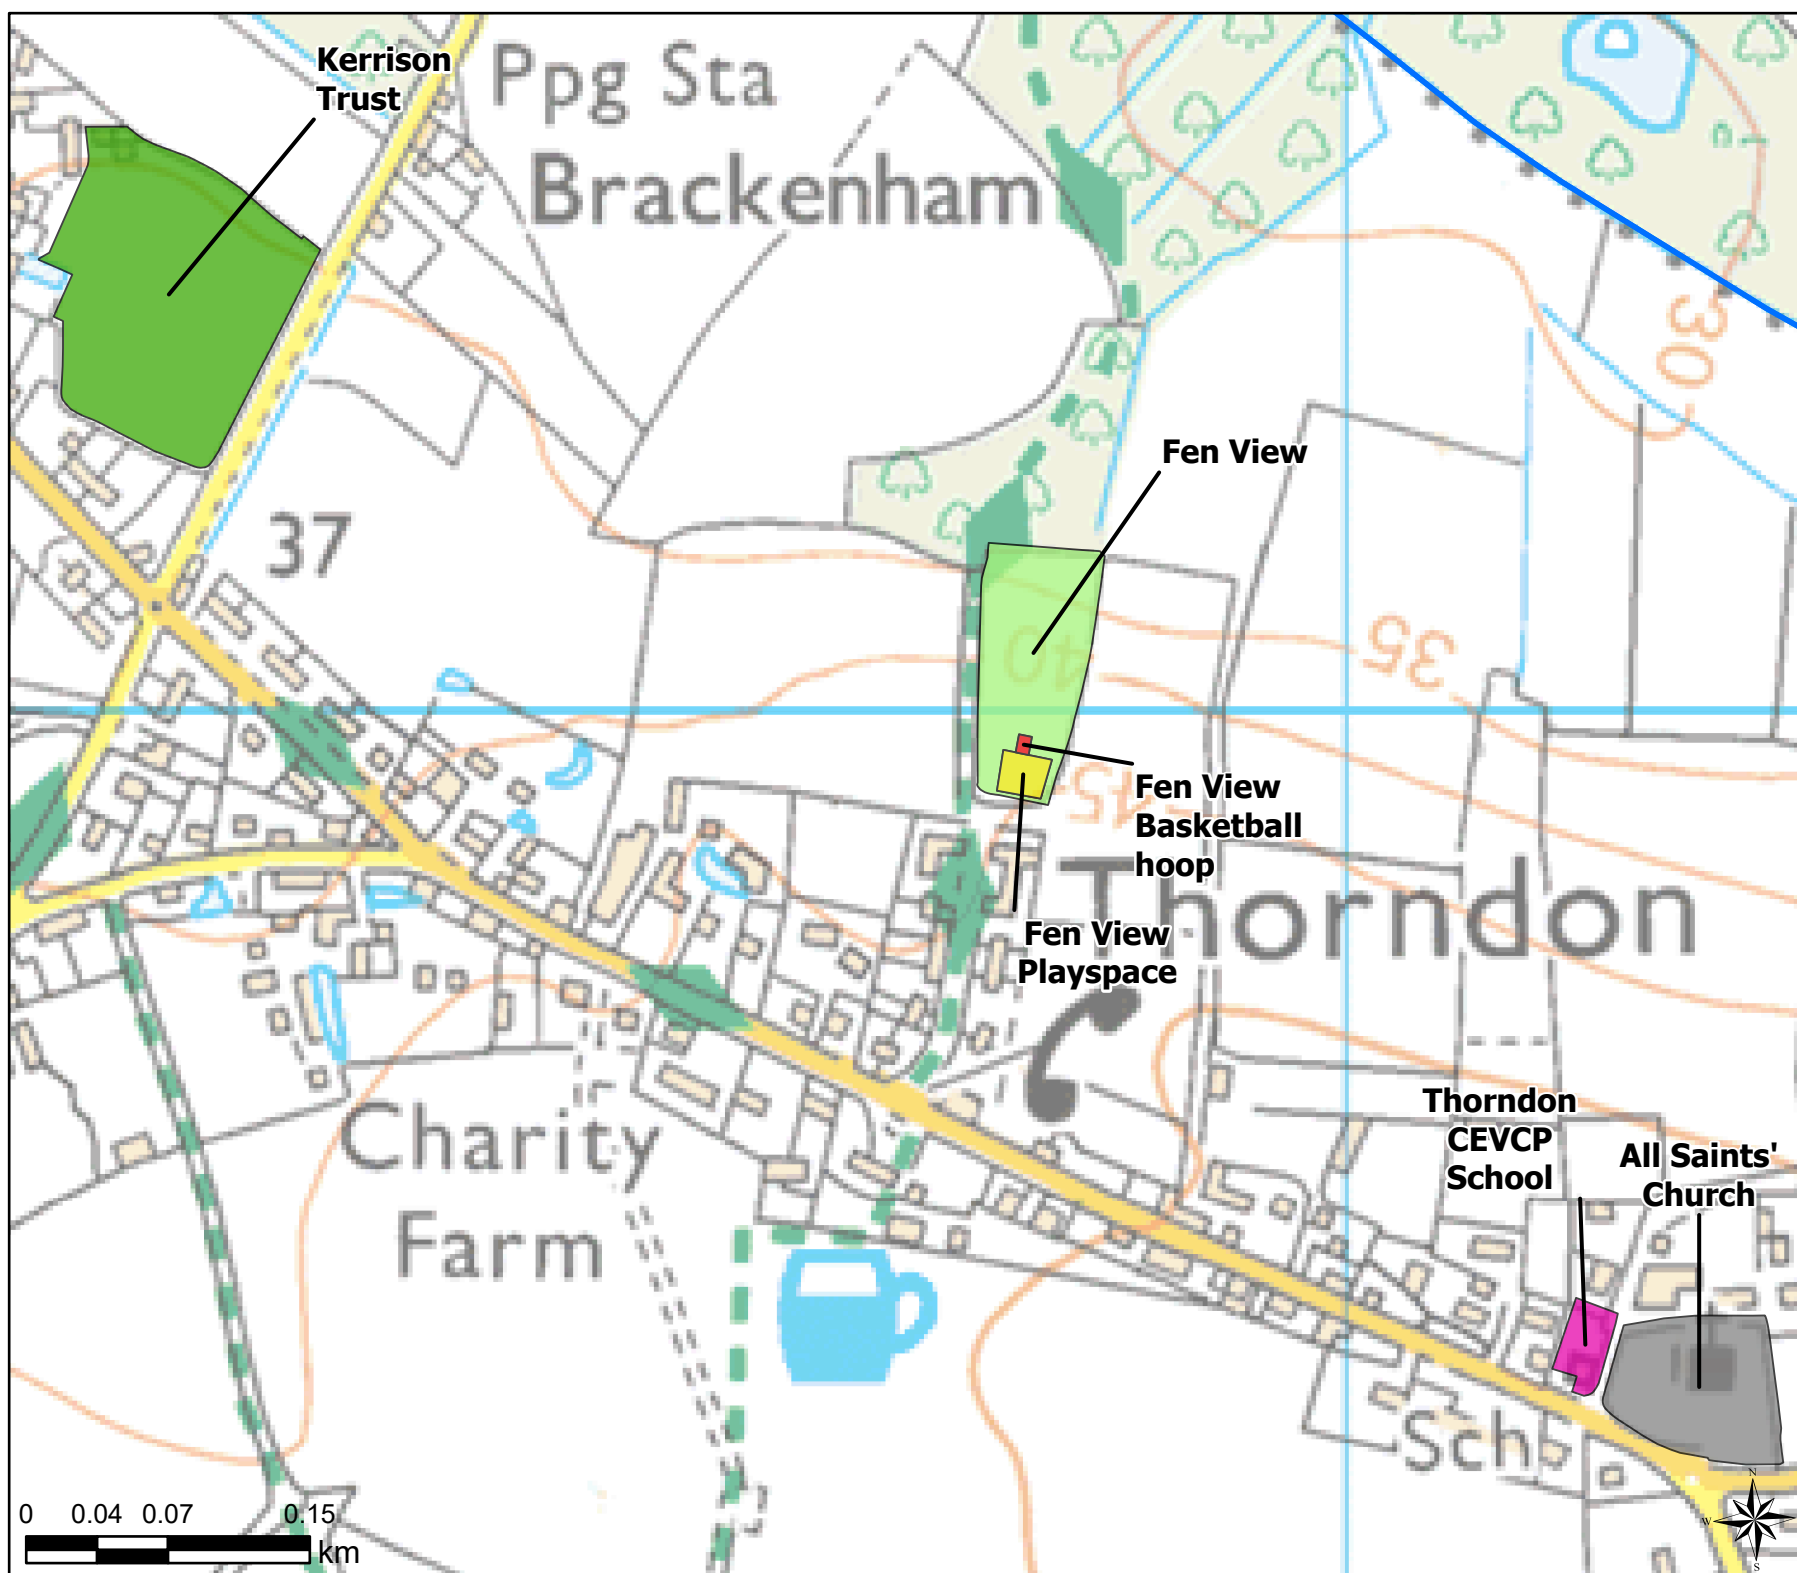 Kerrison
Trust
Ppg Sta
Brackenham
30
Fen View
37
40
35
45
Fen View
Basketball
hoop
Thorndon
Fen View
Playspace
Charity
Farm
Thorndon
CEVCP
School
All Saints'
Church
Sch
N
W
S
0 0.04 0.07 0.15
km